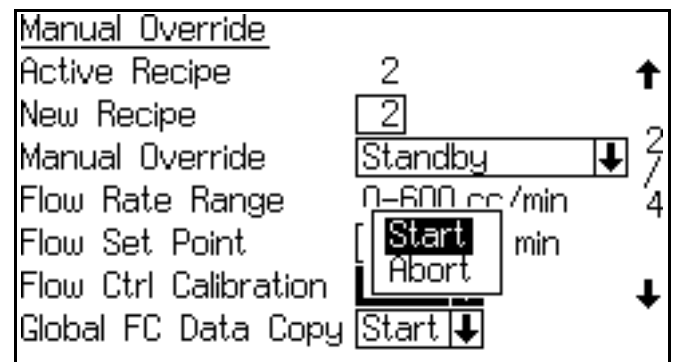 Manual Override
Active Recipe 2
New Recipe 2
Manual Override Standby
2/4
Flow Rate Range 0-600 cc/min
Flow Set Point [ min
Start
Abort
Flow Ctrl Calibration
Global FC Data Copy Start